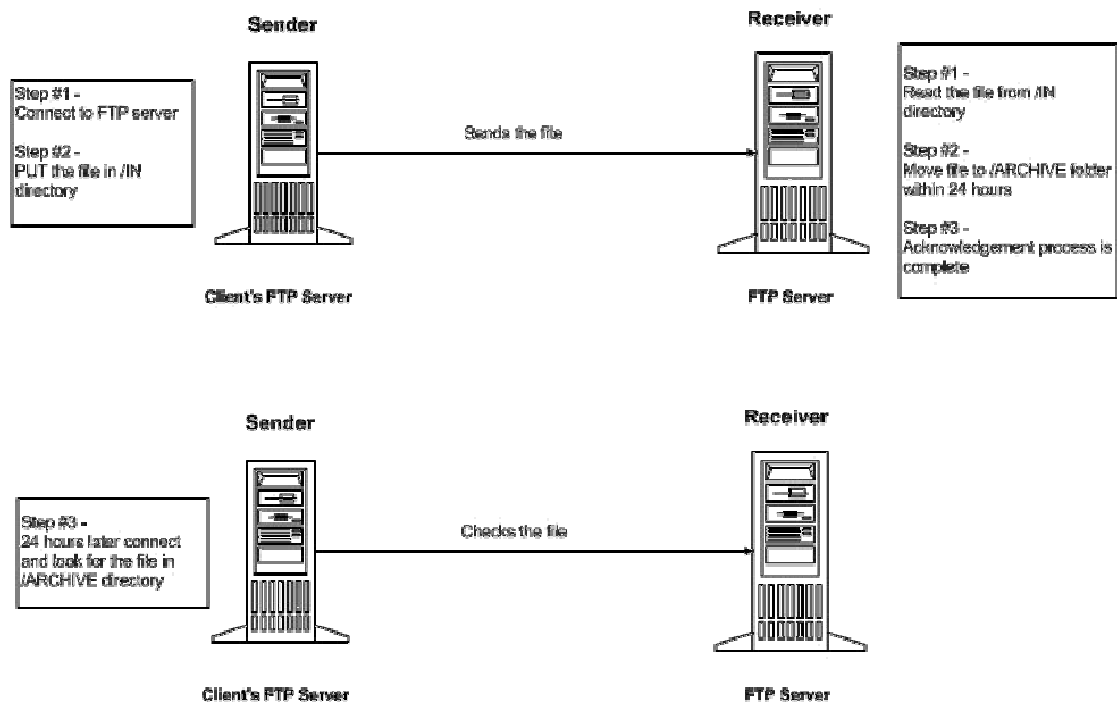 Sender
Receiver
Step #1 -
Connect to FTP server
Step #2 -
PUT the file in /IN
directory
Sends the file
Step #1 -
Read the file from /IN
directory
Step #2 -
Move file to /ARCHIVE folder
within 24 hours
Step #3 -
Acknowledgement process is
complete
Client's FTP Server
FTP Server
Sender
Receiver
Step #3 -
24 hours later connect
and look for the file in
/ARCHIVE directory
Checks the file
Client's FTP Server
FTP Server